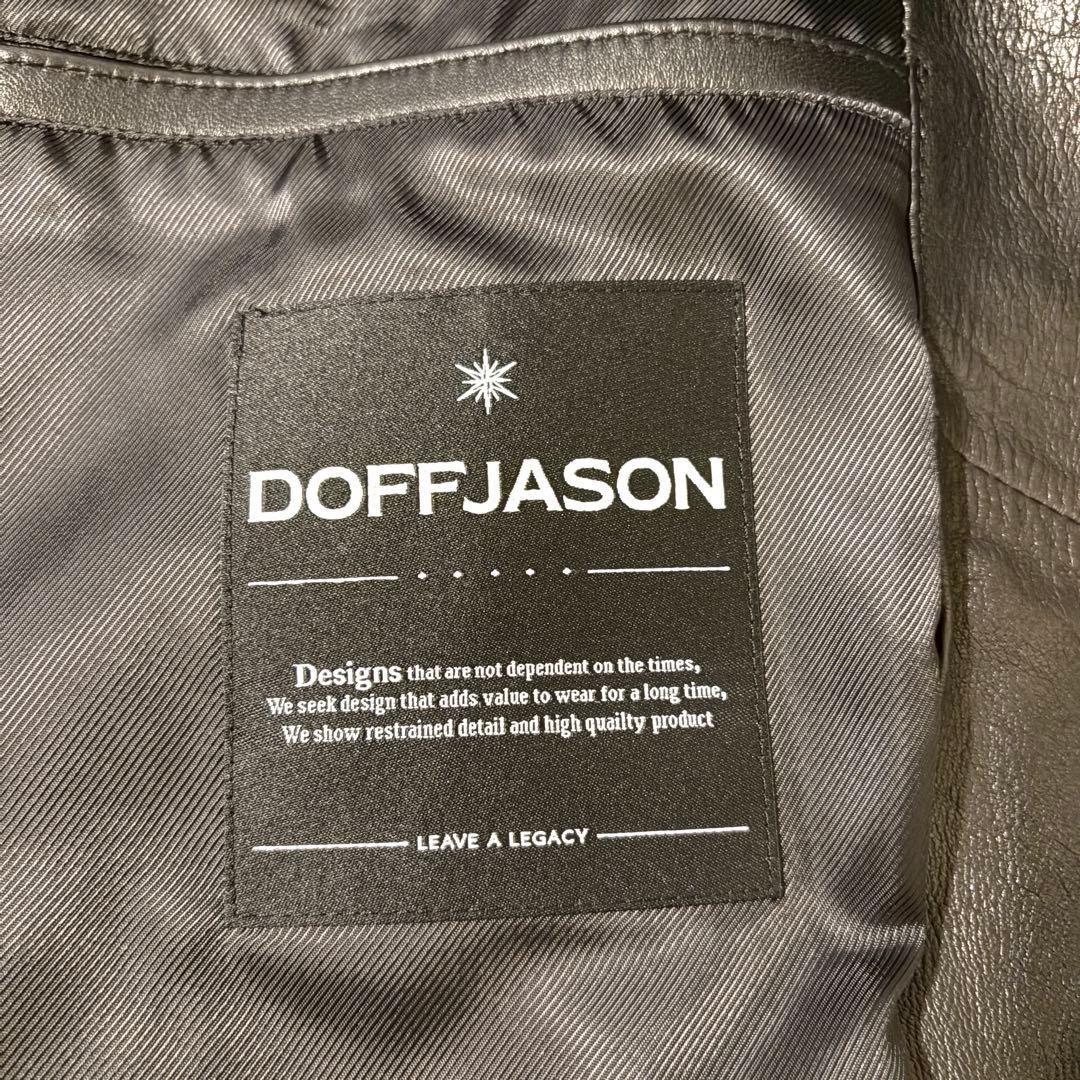 DOFFJASON
Designs that are not dependent on the times,
We seek design that adds value to wear for a long time,
We show restrained detail and high quailty product
LEAVE A LEGACY